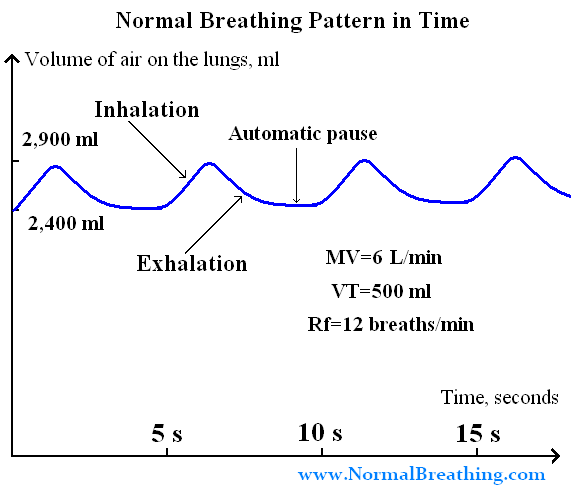 Normal Breathing Pattern in Time
Volume of air on the lungs, ml
Inhalation
2,900 ml
Automatic pause
2,400 ml
Exhalation
MV=6 L/min
VT=500 ml
Rf=12 breaths/min
Time, seconds
5 s
10 s
15 s
www.NormalBreathing.com